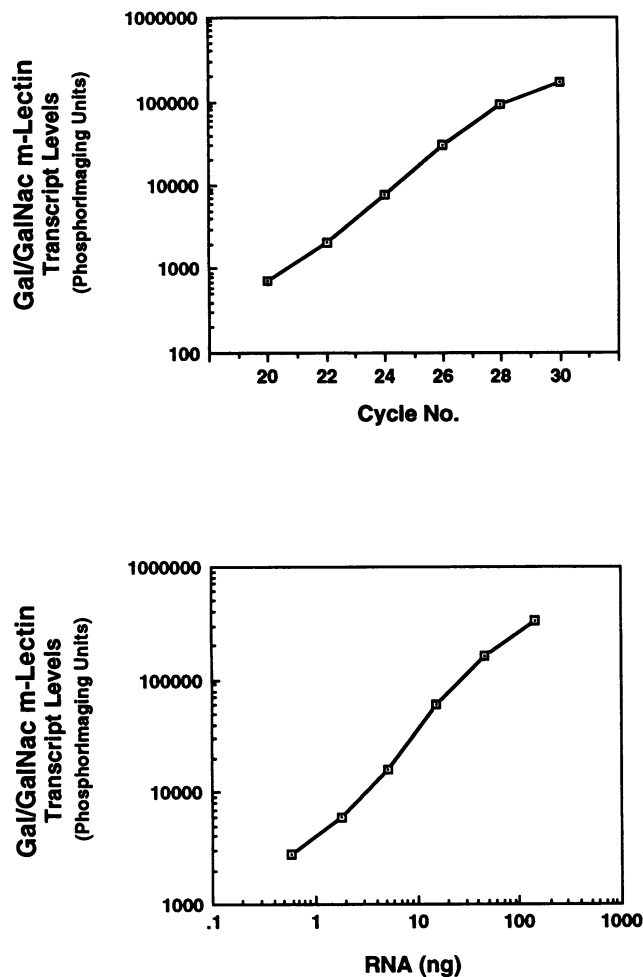 Gal/GalNac m-Lectin
Transcript Levels
(PhosphorImaging Units)
1000000
100000
10000
1000
100
20 22 24 26 28 30
Cycle No.
Gal/GalNAc m-Lectin
Transcript Levels
(PhosphorImaging Units)
1000000
100000
10000
1000
.1 1 10 100 1000
RNA (ng)